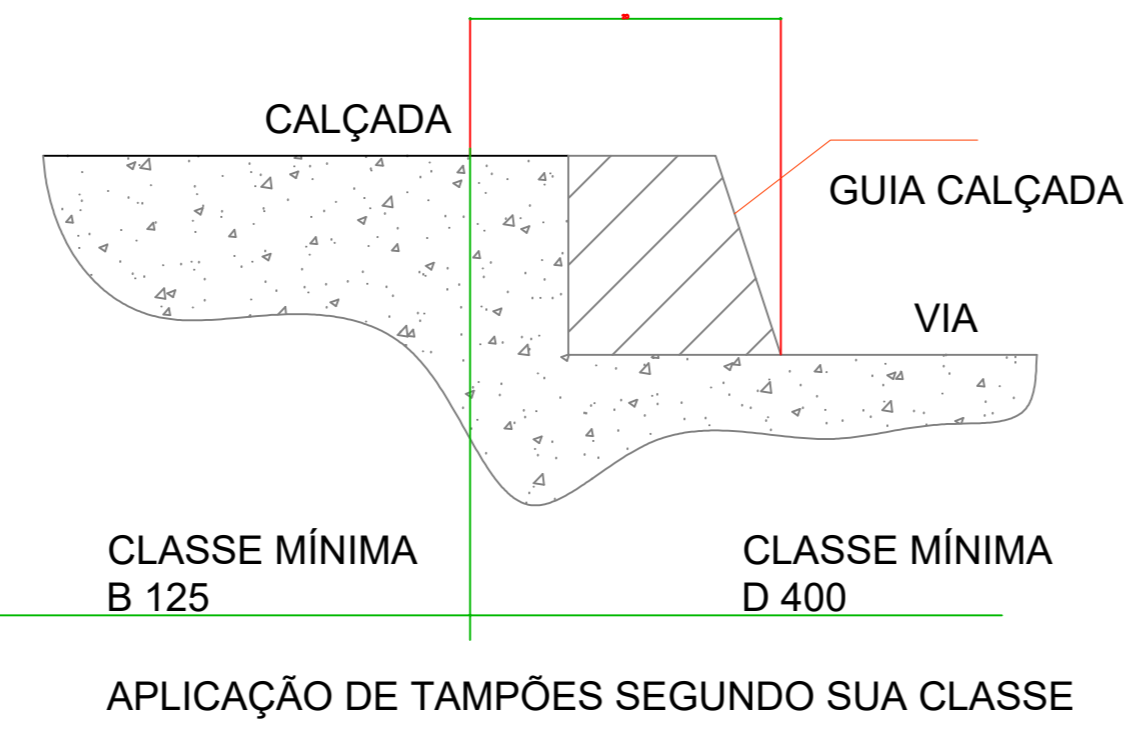 CALÇADA
GUIA CALÇADA
VIA
CLASSE MÍNIMA
B 125
CLASSE MÍNIMA
D 400
APLICAÇÃO DE TAMPÕES SEGUNDO SUA CLASSE